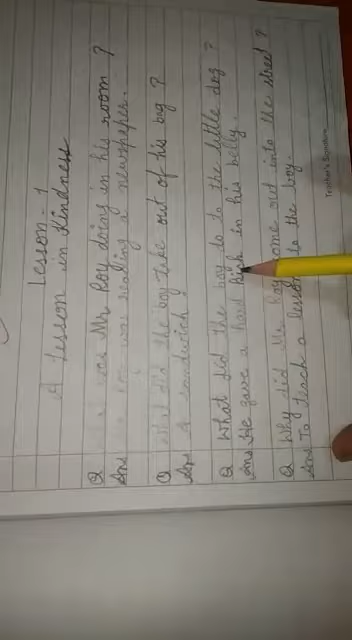 Lesson-1
A Lesson in Kindness
Q was Mr Roy doing in his room ?
Ans was reading a newspaper.
Q did the boy take out of his bag ?
Ans A sandwich.
Q What did the boy do to the little dog ?
Ans He gave a hard kick in his belly.
Q Why did Mr Roy come out into the street ?
Ans To teach a lesson to the boy.
Teacher's Signature